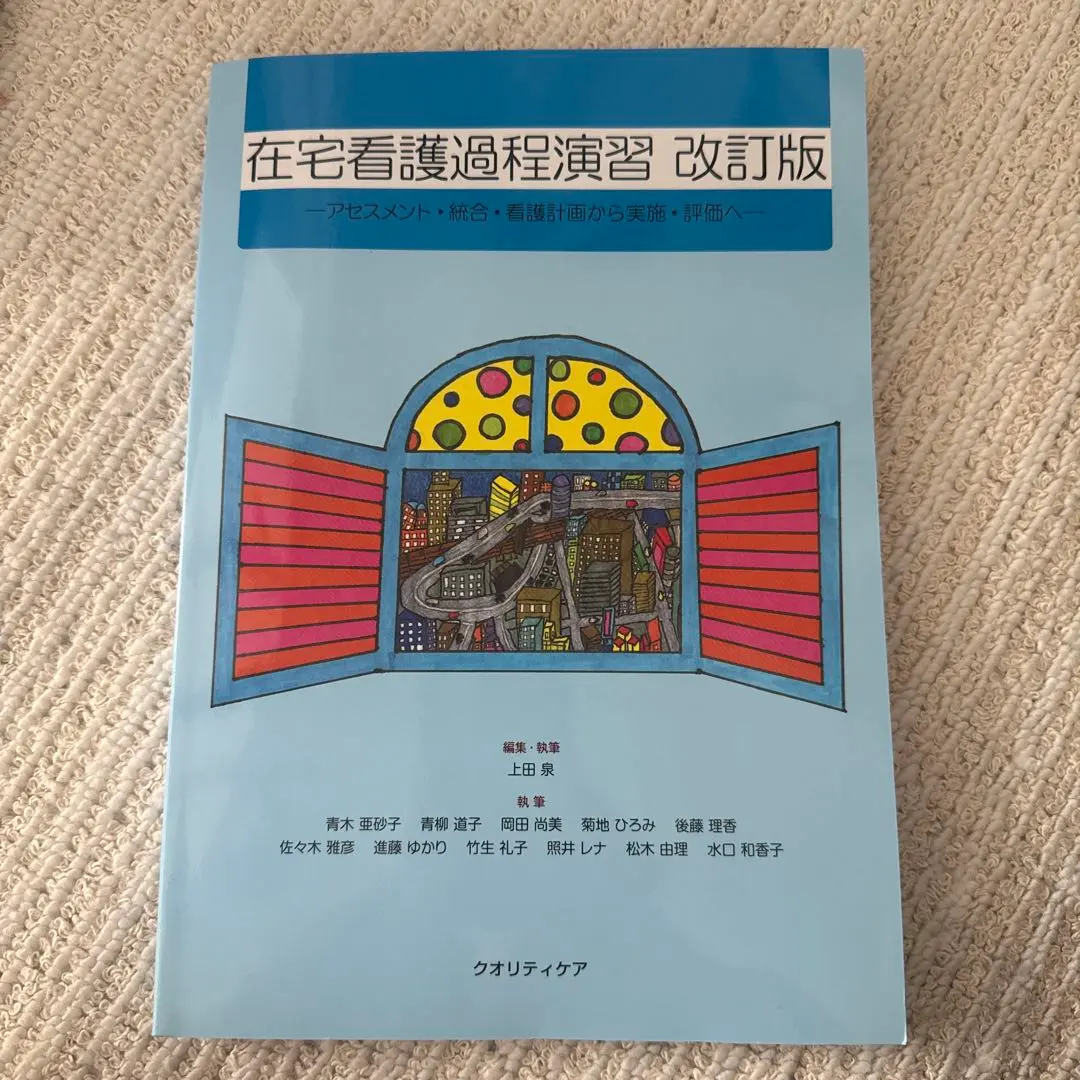 在宅看護過程演習 改訂版
―アセスメント・統合・看護計画から実施・評価へ―
編集・執筆
上田 泉
執 筆
青木 亜砂子 青柳 道子 岡田 尚美 菊地 ひろみ 後藤 理香
佐々木 雅彦 進藤 ゆかり 竹生 礼子 照井 レナ 松木 由理 水口 和香子
クオリティケア